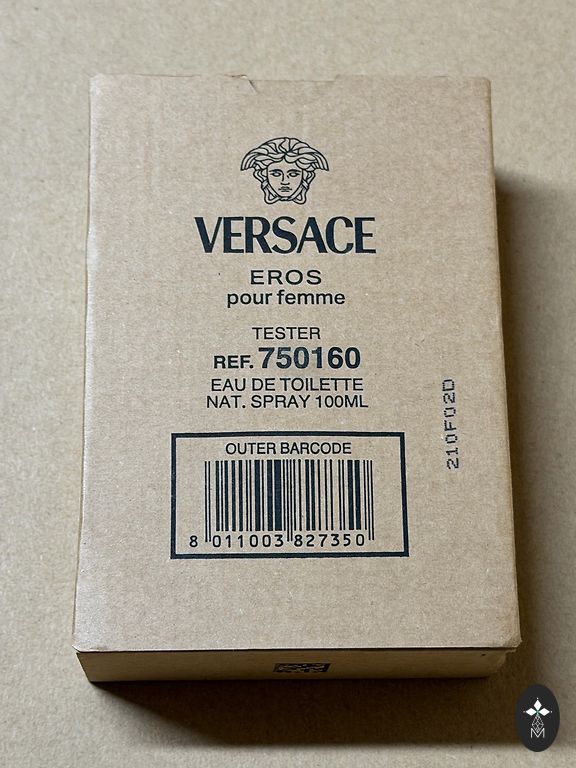 VERSACE
EROS
pour femme
TESTER
REF. 750160
EAU DE TOILETTE
NAT. SPRAY 100ML
210F02D
OUTER BARCODE
8 011003 827350
M